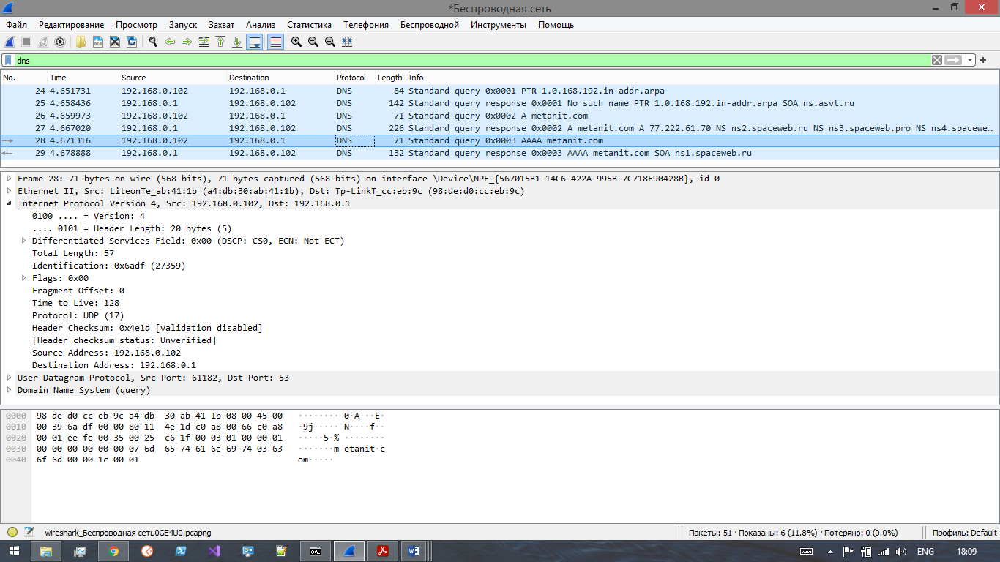 *Беспроводная сеть
Файл Редактирование Просмотр Запуск Захват Анализ Статистика Телефония Беспроводной Инструменты Помощь
dns
No. Time Source Destination Protocol Length Info
24 4.651731 192.168.0.102 192.168.0.1 DNS 84 Standard query 0x0001 PTR 1.0.168.192.in-addr.arpa
25 4.658436 192.168.0.1 192.168.0.102 DNS 142 Standard query response 0x0001 No such name PTR 1.0.168.192.in-addr.arpa SOA ns.asvt.ru
26 4.659973 192.168.0.102 192.168.0.1 DNS 71 Standard query 0x0002 A metanit.com
27 4.667020 192.168.0.1 192.168.0.102 DNS 226 Standard query response 0x0002 A metanit.com A 77.222.61.70 NS ns2.spaceweb.ru NS ns3.spaceweb.pro NS ns4.spacewe…
28 4.671316 192.168.0.102 192.168.0.1 DNS 71 Standard query 0x0003 AAAA metanit.com
29 4.678888 192.168.0.1 192.168.0.102 DNS 132 Standard query response 0x0003 AAAA metanit.com SOA ns1.spaceweb.ru
Frame 28: 71 bytes on wire (568 bits), 71 bytes captured (568 bits) on interface \Device\NPF_{567015B1-14C6-422A-995B-7C718E90428B}, id 0
Ethernet II, Src: LiteonTe_ab:41:1b (a4:db:30:ab:41:1b), Dst: Tp-LinkT_cc:eb:9c (98:de:d0:cc:eb:9c)
Internet Protocol Version 4, Src: 192.168.0.102, Dst: 192.168.0.1
0100 .... = Version: 4
.... 0101 = Header Length: 20 bytes (5)
Differentiated Services Field: 0x00 (DSCP: CS0, ECN: Not-ECT)
Total Length: 57
Identification: 0x6adf (27359)
Flags: 0x00
Fragment Offset: 0
Time to Live: 128
Protocol: UDP (17)
Header Checksum: 0x4e1d [validation disabled]
[Header checksum status: Unverified]
Source Address: 192.168.0.102
Destination Address: 192.168.0.1
User Datagram Protocol, Src Port: 61182, Dst Port: 53
Domain Name System (query)
0000 98 de d0 cc eb 9c a4 db 30 ab 41 1b 08 00 45 00 ········ 0·A···E·
0010 00 39 6a df 00 00 80 11 4e 1d c0 a8 00 66 c0 a8 ·9j····· N····f··
0020 00 01 ee fe 00 35 00 25 c6 1f 00 03 01 00 00 01 ·····5·% ········
0030 00 00 00 00 00 00 07 6d 65 74 61 6e 69 74 03 63 ·······m etanit·c
0040 6f 6d 00 00 1c 00 01 om·····
wireshark_Беспроводная сеть0GE4U0.pcapng Пакеты: 51 · Показаны: 6 (11.8%) · Потеряно: 0 (0.0%) Профиль: Default
ENG 18:09